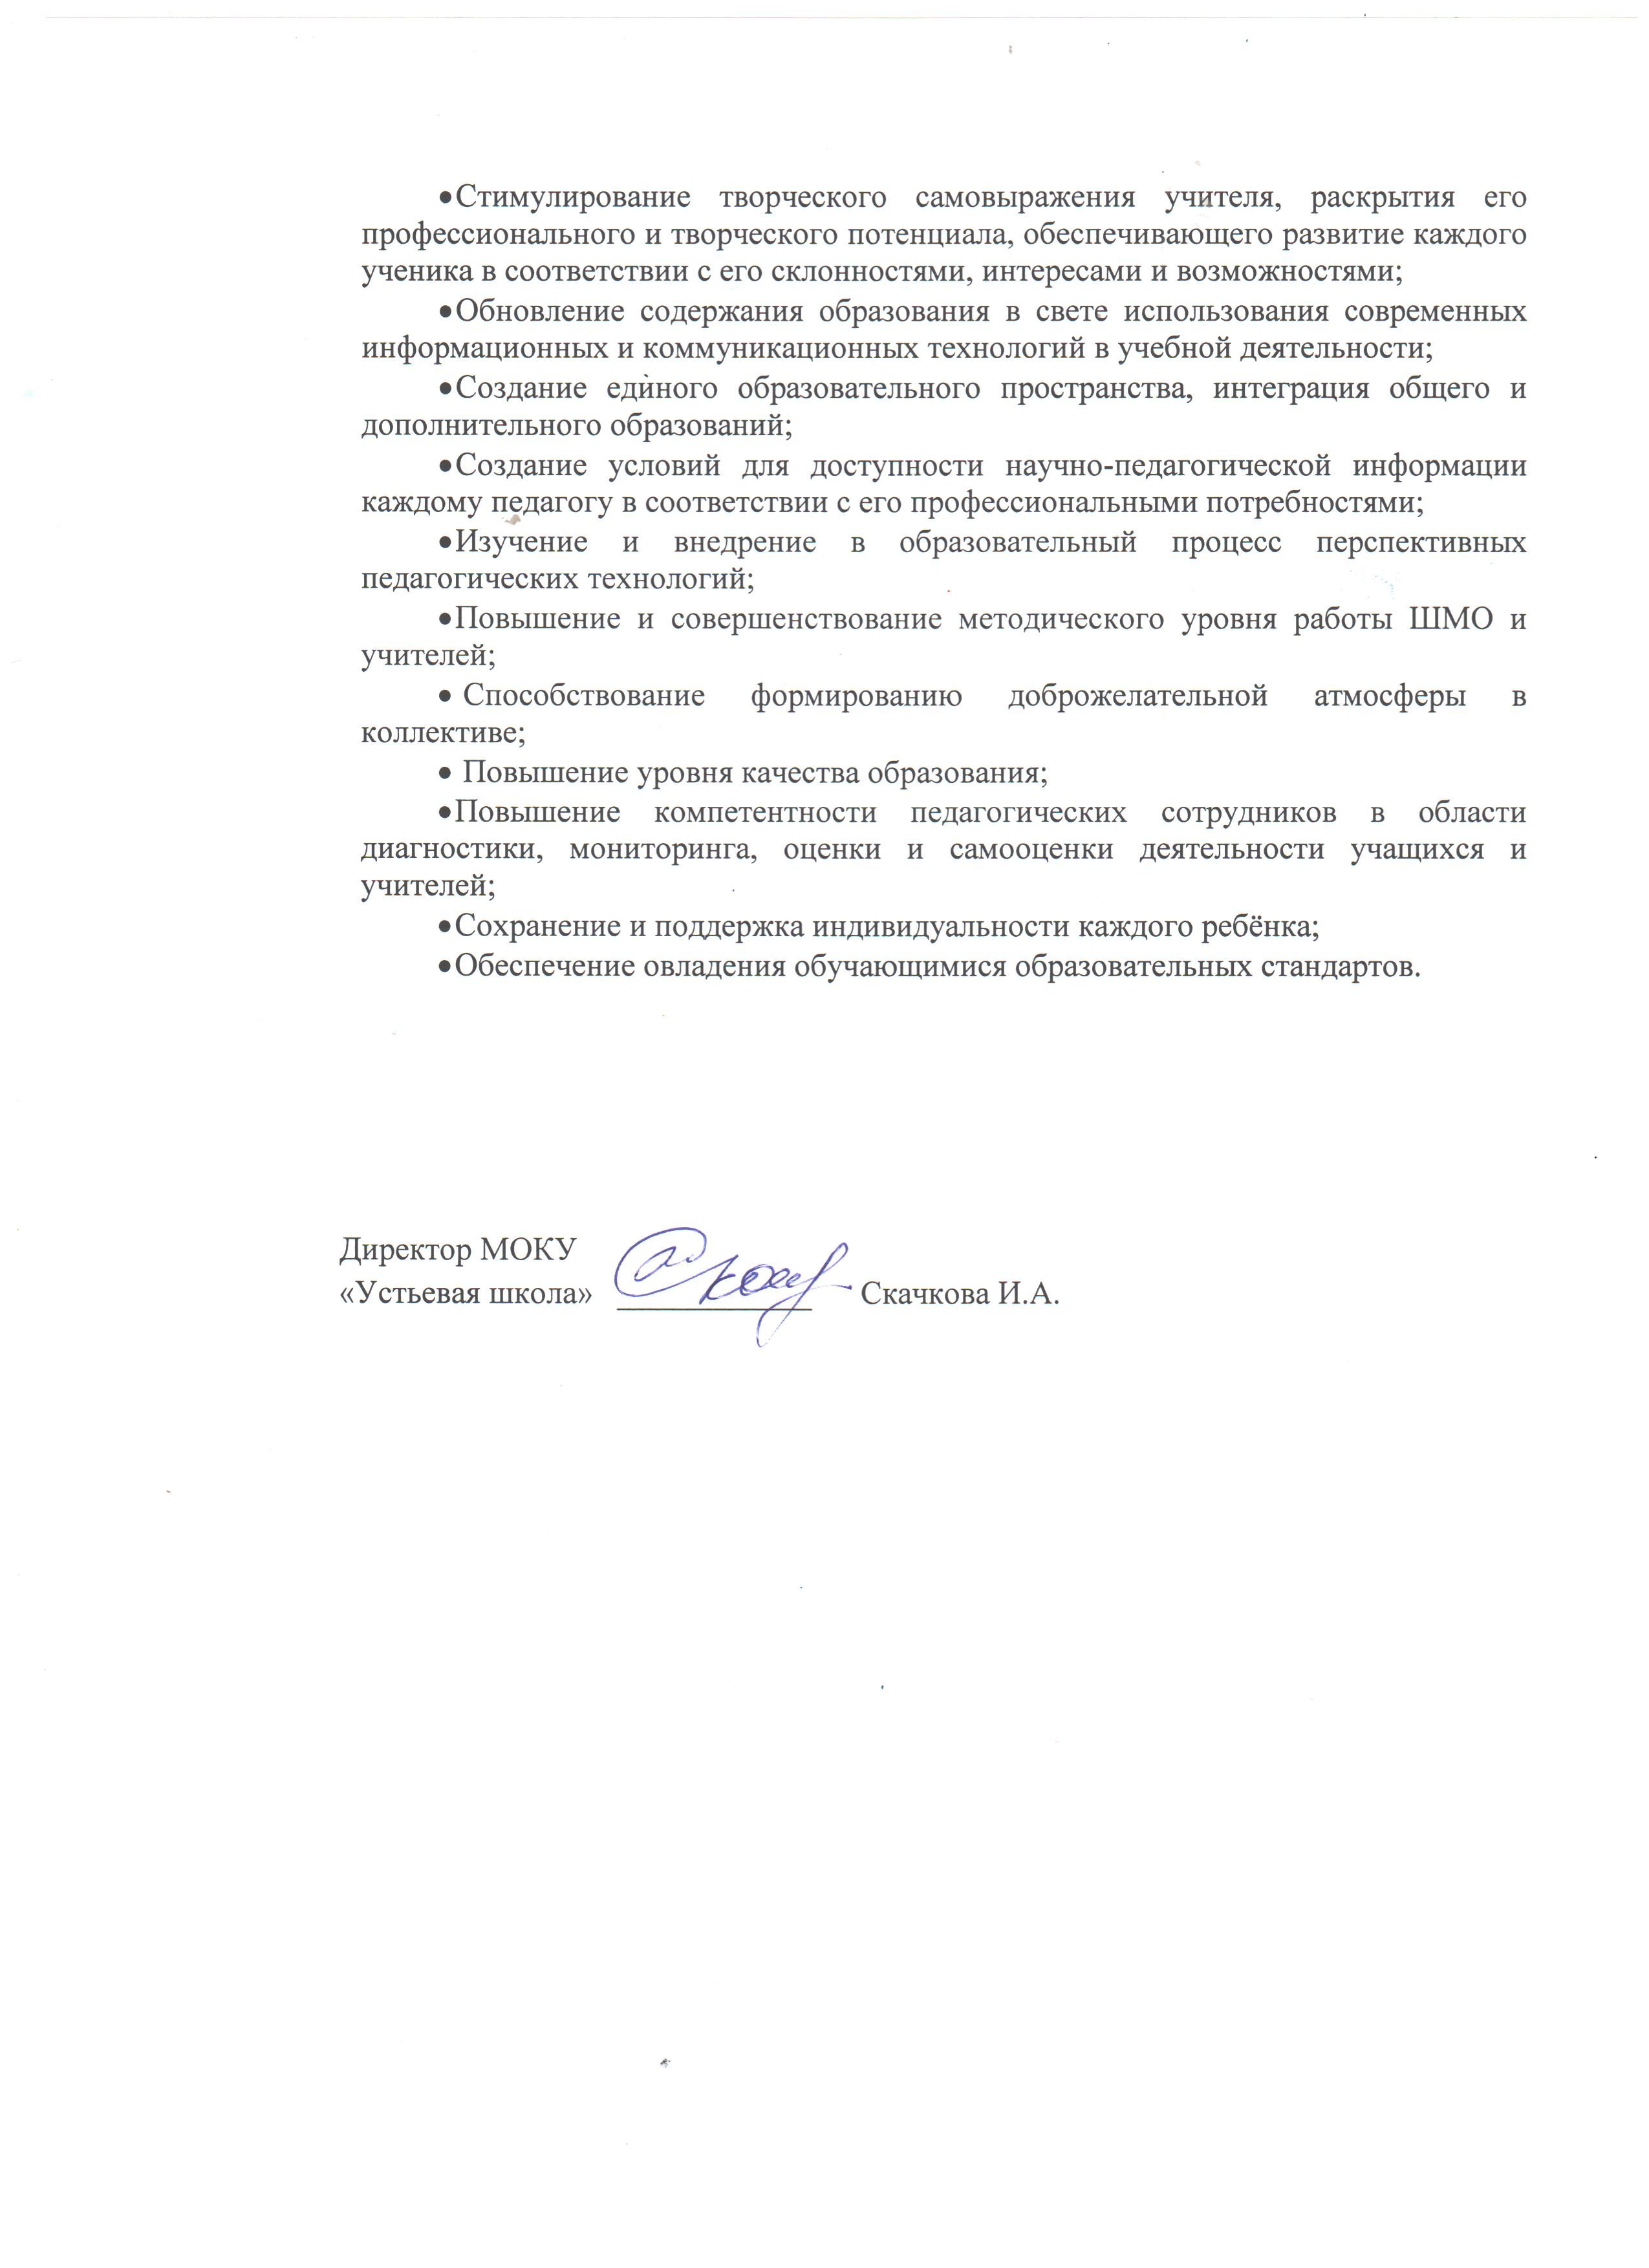 •Стимулирование творческого самовыражения учителя, раскрытия его
профессионального и творческого потенциала, обеспечивающего развитие каждого
ученика в соответствии с его склонностями, интересами и возможностями;
•Обновление содержания образования в свете использования современных
информационных и коммуникационных технологий в учебной деятельности;
•Создание единого образовательного пространства, интеграция общего и
дополнительного образований;
•Создание условий для доступности научно-педагогической информации
каждому педагогу в соответствии с его профессиональными потребностями;
•Изучение и внедрение в образовательный процесс перспективных
педагогических технологий;
•Повышение и совершенствование методического уровня работы ШМО и
учителей;
• Способствование формированию доброжелательной атмосферы в
коллективе;
• Повышение уровня качества образования;
•Повышение компетентности педагогических сотрудников в области
диагностики, мониторинга, оценки и самооценки деятельности учащихся и
учителей;
•Сохранение и поддержка индивидуальности каждого ребёнка;
•Обеспечение овладения обучающимися образовательных стандартов.
Директор МОКУ
«Устьевая школа» ____________ Скачкова И.А.